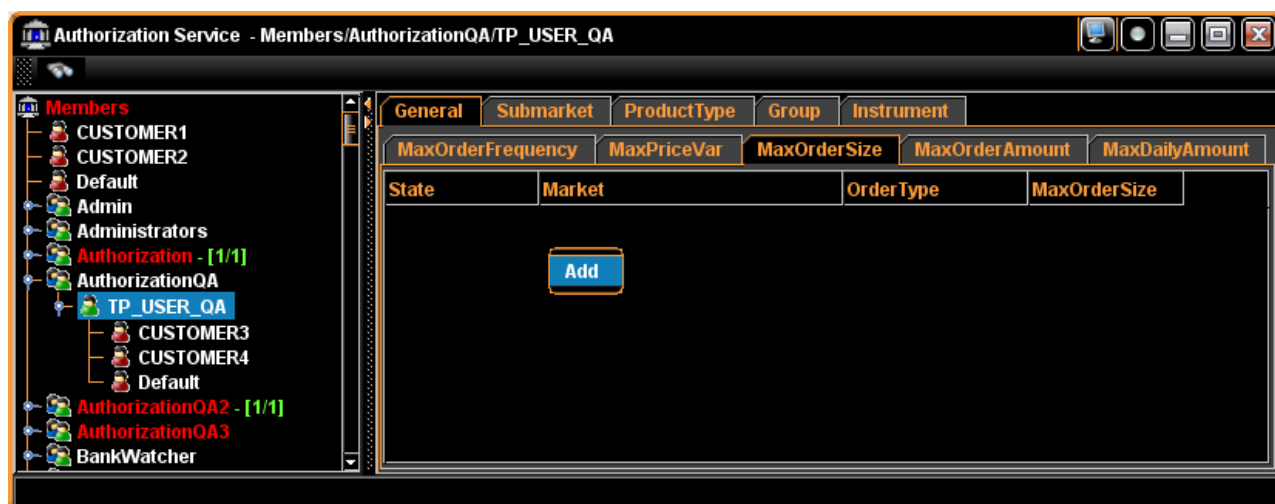 Authorization Service - Members/AuthorizationQA/TP_USER_QA
Members
CUSTOMER1
CUSTOMER2
Default
Admin
Administrators
Authorization - [1/1]
AuthorizationQA
TP_USER_QA
CUSTOMER3
CUSTOMER4
Default
AuthorizationQA2 - [1/1]
AuthorizationQA3
BankWatcher
General Submarket ProductType Group Instrument
MaxOrderFrequency MaxPriceVar MaxOrderSize MaxOrderAmount MaxDailyAmount
State Market OrderType MaxOrderSize
Add